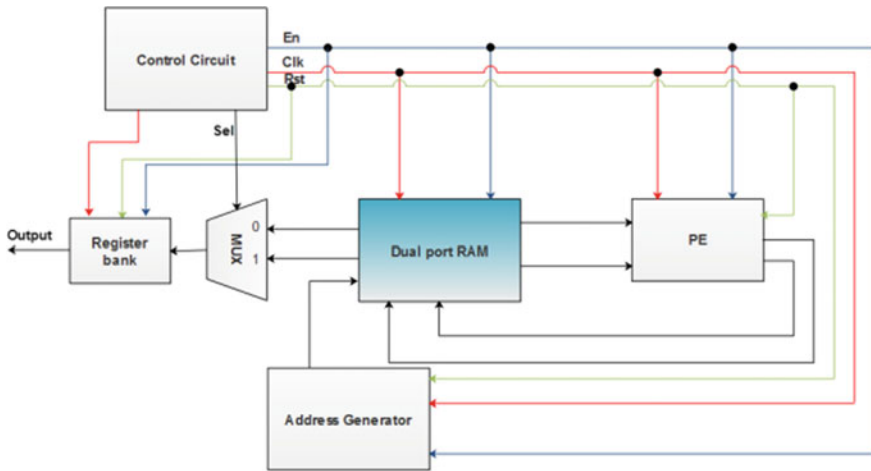 Control Circuit
En
Clk
Rst
Sel
Output
Register
bank
MUX
0
1
Dual port RAM
PE
Address Generator